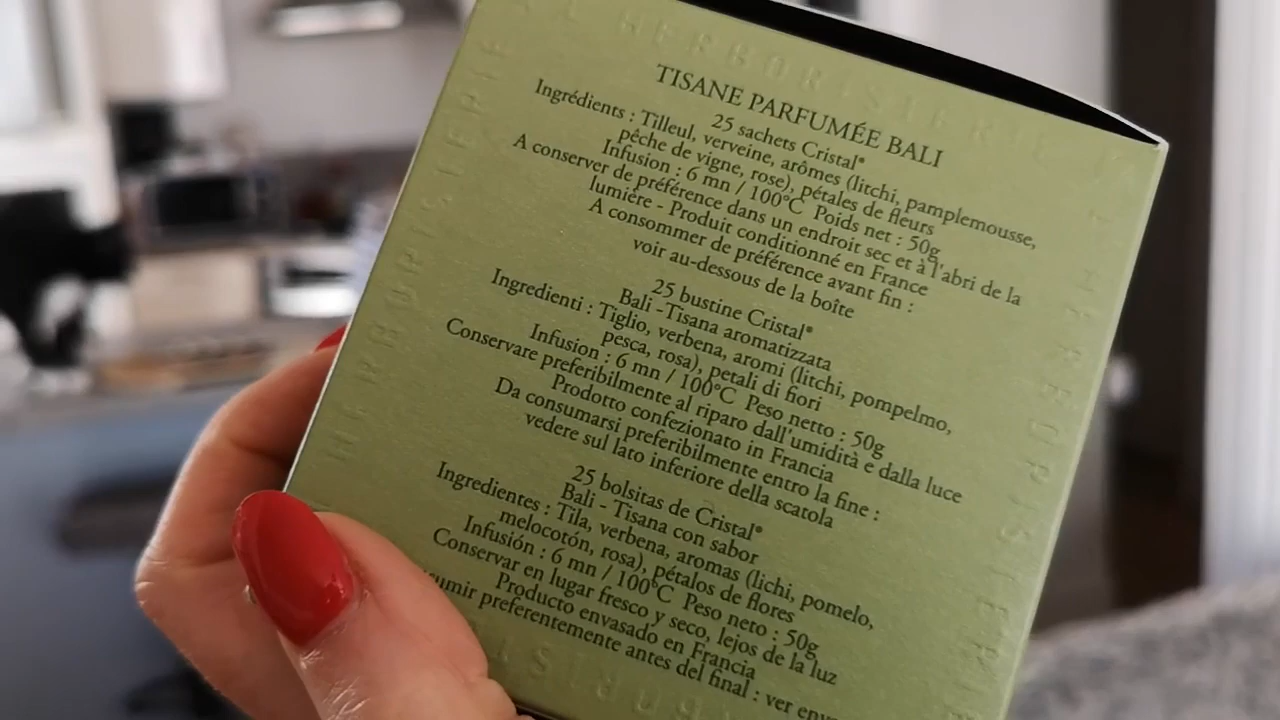 TISANE PARFUMÉE BALI
25 sachets Cristal®
Ingrédients : Tilleul, verveine, arômes (litchi, pamplemousse,
pêche de vigne, rose), pétales de fleurs
Infusion : 6 mn / 100°C Poids net : 50g
A conserver de préférence dans un endroit sec et à l'abri de la
lumière - Produit conditionné en France
A consommer de préférence avant fin :
voir au-dessous de la boîte
25 bustine Cristal®
Bali -Tisana aromatizzata
Ingredienti : Tiglio, verbena, aromi (litchi, pompelmo,
pesca, rosa), petali di fiori
Infusion : 6 mn / 100°C Peso netto : 50g
Conservare preferibilmente al riparo dall'umidità e dalla luce
Prodotto confezionato in Francia
Da consumarsi preferibilmente entro la fine :
vedere sul lato inferiore della scatola
25 bolsitas de Cristal®
Bali - Tisana con sabor
Ingredientes : Tila, verbena, aromas (lichi, pomelo,
melocotón, rosa), pétalos de flores
Infusión : 6 mn / 100°C Peso neto : 50g
Conservar en lugar fresco y seco, lejos de la luz
Producto envasado en Francia
preferentemente antes del final : ver